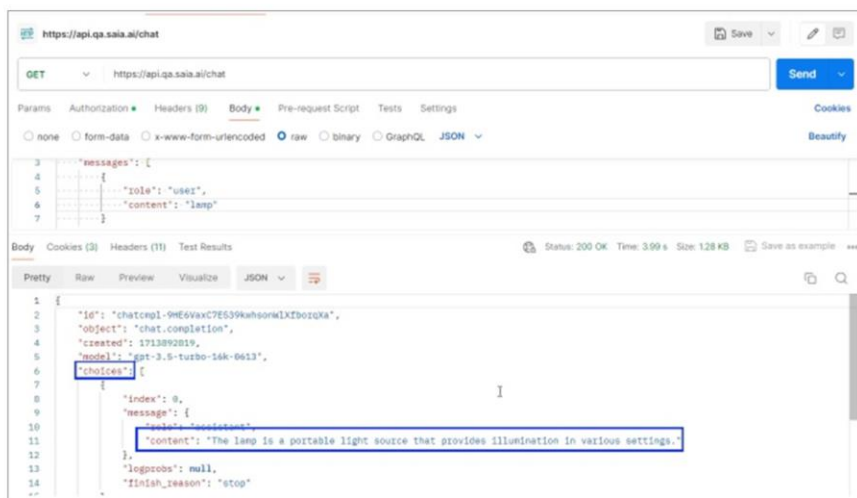 https://api.qa.saia.ai/chat
Save
GET https://api.qa.saia.ai/chat
Send
Params Authorization Headers (9) Body Pre-request Script Tests Settings Cookies
none form-data x-www-form-urlencoded raw binary GraphQL JSON Beautify
3 "messages": [
4 {
5 "role": "user",
6 "content": "lamp"
7 }
Body Cookies (3) Headers (11) Test Results Status: 200 OK Time: 3.99 s Size: 1.28 KB Save as example
Pretty Raw Preview Visualize JSON
1 {
2 "id":
3 "object": "chat.completion",
4 "created": 1713892019,
5 "model": "gpt-3.5-turbo-16k-0613",
6 "choices": [
7 {
8 "index": 0,
9 "message": {
10 "role": "assistant",
11 "content": "The lamp is a portable light source that provides illumination in various settings."
12 },
13 "logprobs": null,
14 "finish_reason": "stop"